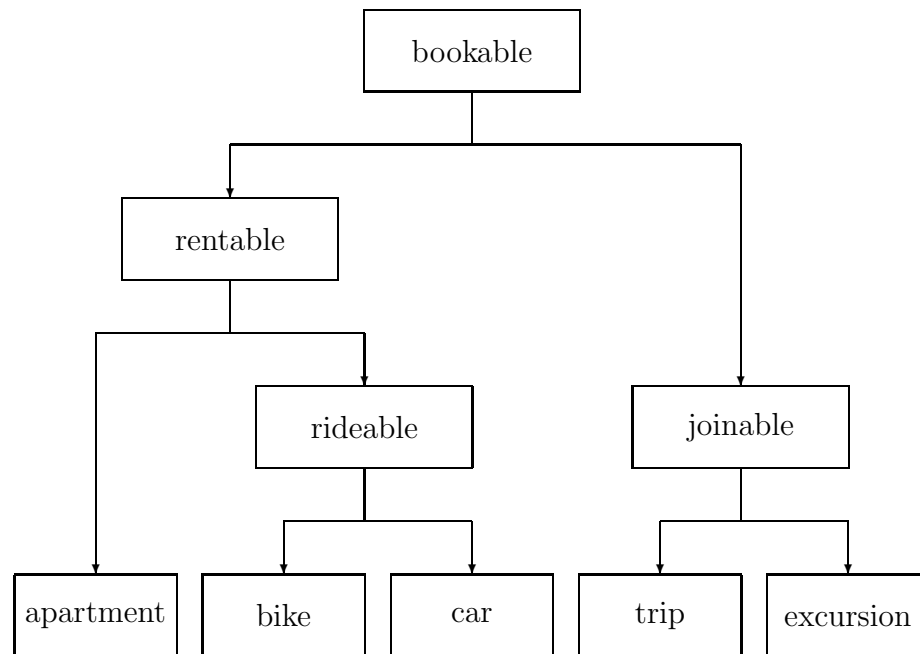 bookable
rentable
rideable
joinable
apartment
bike
car
trip
excursion